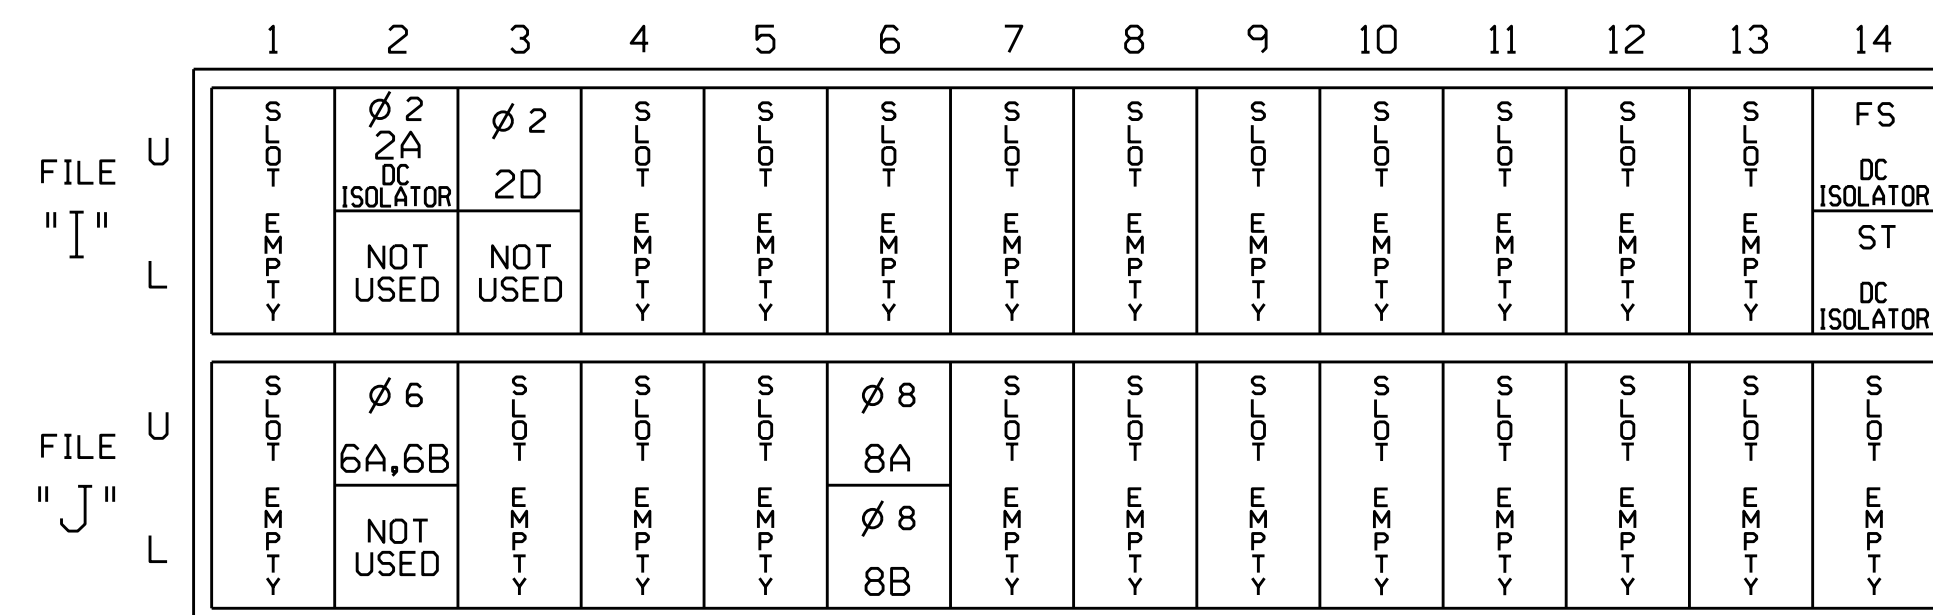 1 2 3 4 5 6 7 8 9 10 11 12 13 14
FILE
"I"
U
L
SLOT EMPTY
Ø 2
2A
DC
ISOLATOR
NOT
USED
Ø 2
2D
NOT
USED
SLOT EMPTY
SLOT EMPTY
SLOT EMPTY
SLOT EMPTY
SLOT EMPTY
SLOT EMPTY
SLOT EMPTY
SLOT EMPTY
SLOT EMPTY
SLOT EMPTY
FS
DC
ISOLATOR
ST
DC
ISOLATOR
FILE
"J"
U
L
SLOT EMPTY
Ø 6
6A,6B
NOT
USED
SLOT EMPTY
SLOT EMPTY
SLOT EMPTY
Ø 8
8A
Ø 8
8B
SLOT EMPTY
SLOT EMPTY
SLOT EMPTY
SLOT EMPTY
SLOT EMPTY
SLOT EMPTY
SLOT EMPTY
SLOT EMPTY